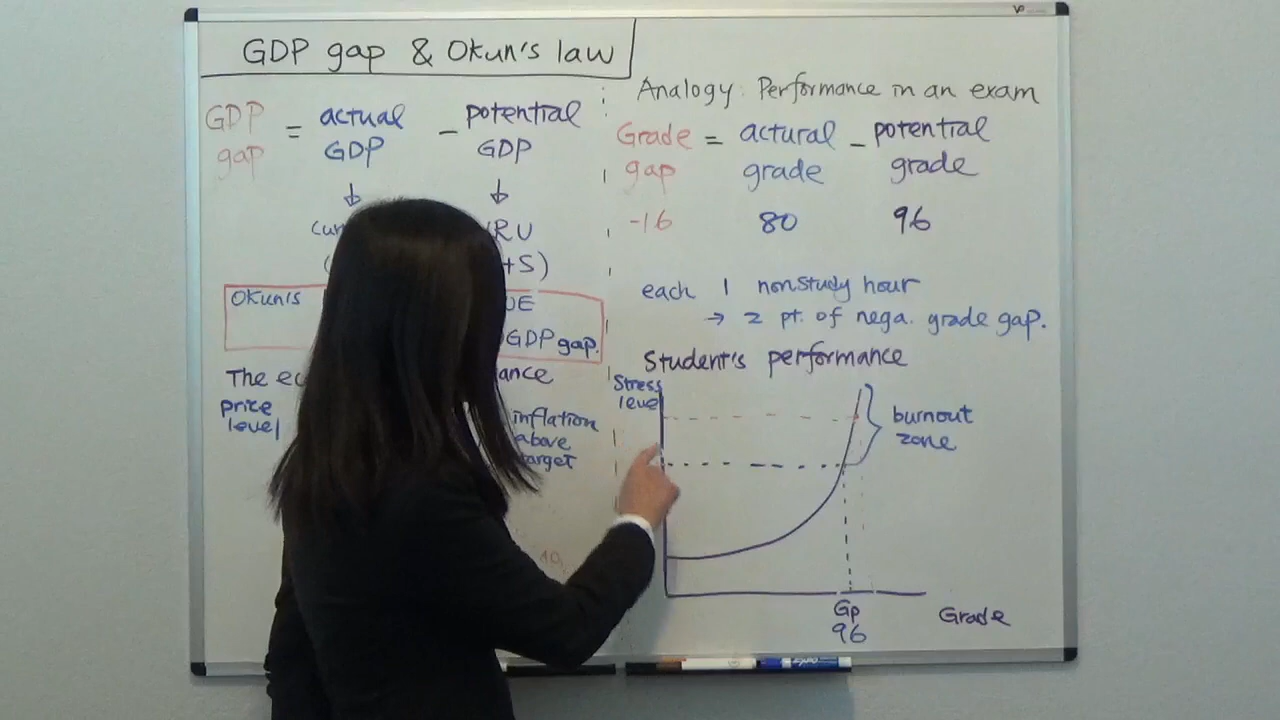 GDP gap & Okun's law
GDP gap = actual GDP - potential GDP
RU
+S)
Okun's
GDP gap.
The
price
level
inflation
above
target
AD,
Analogy: Performance in an exam
Grade gap = actural grade - potential grade
-16 80 96
each 1 nonstudy hour
→ 2 pt. of nega. grade gap.
Student's performance
Stress
level
burnout
zone
Gp
96
Grade